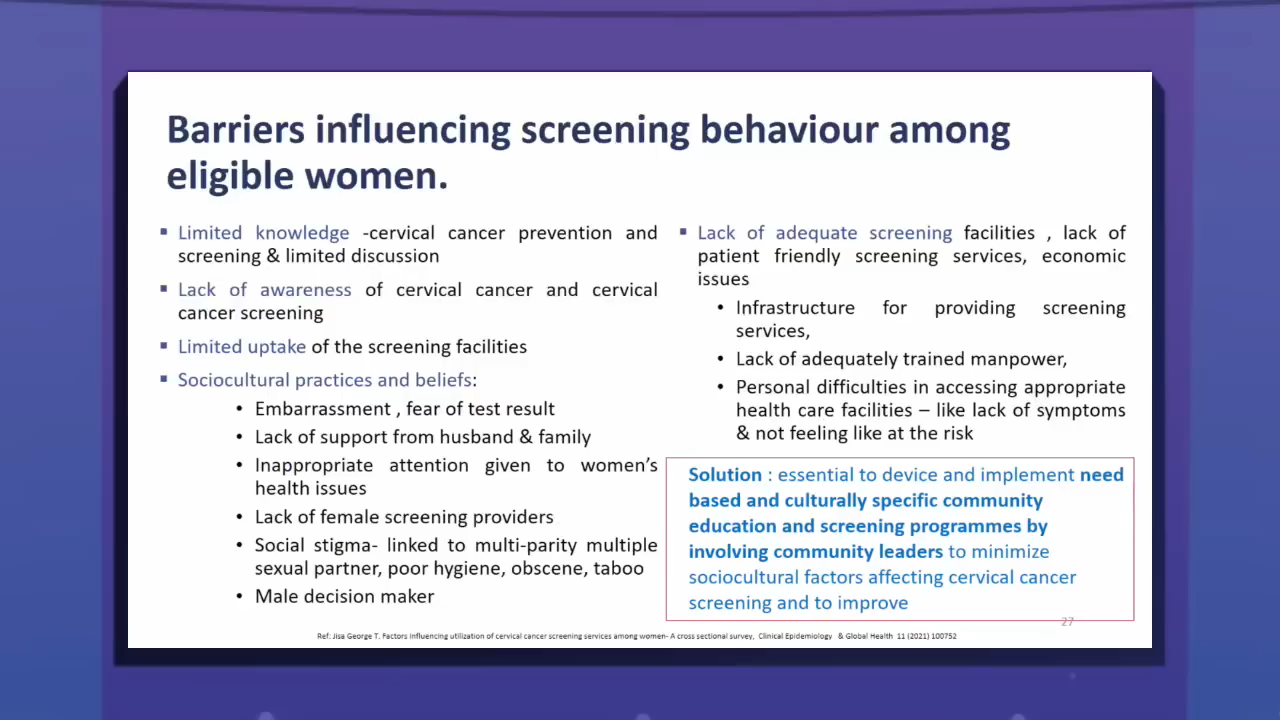 Barriers influencing screening behaviour among
eligible women.
▪ Limited knowledge -cervical cancer prevention and
screening & limited discussion
▪ Lack of awareness of cervical cancer and cervical
cancer screening
▪ Limited uptake of the screening facilities
▪ Sociocultural practices and beliefs:
• Embarrassment , fear of test result
• Lack of support from husband & family
• Inappropriate attention given to women’s
health issues
• Lack of female screening providers
• Social stigma- linked to multi-parity multiple
sexual partner, poor hygiene, obscene, taboo
• Male decision maker
▪ Lack of adequate screening facilities , lack of
patient friendly screening services, economic
issues
• Infrastructure for providing screening
services,
• Lack of adequately trained manpower,
• Personal difficulties in accessing appropriate
health care facilities – like lack of symptoms
& not feeling like at the risk
Solution : essential to device and implement need
based and culturally specific community
education and screening programmes by
involving community leaders to minimize
sociocultural factors affecting cervical cancer
screening and to improve
27
Ref: Jisa George T. Factors influencing utilization of cervical cancer screening services among women- A cross sectional survey, Clinical Epidemiology & Global Health 11 (2021) 100752